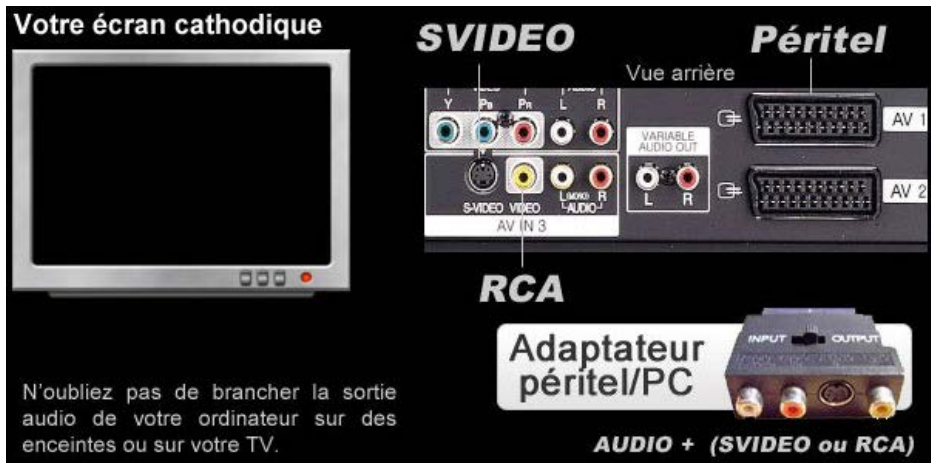 Votre écran cathodique
SVIDEO
Péritel
Vue arrière
Y PB PR L R
VARIABLE
AUDIO OUT
L R
AV 1
S-VIDEO VIDEO L (MONO) R
AUDIO
AV IN 3
AV 2
RCA
Adaptateur
péritel/PC
INPUT OUTPUT
N'oubliez pas de brancher la sortie
audio de votre ordinateur sur des
enceintes ou sur votre TV.
AUDIO + (SVIDEO ou RCA)